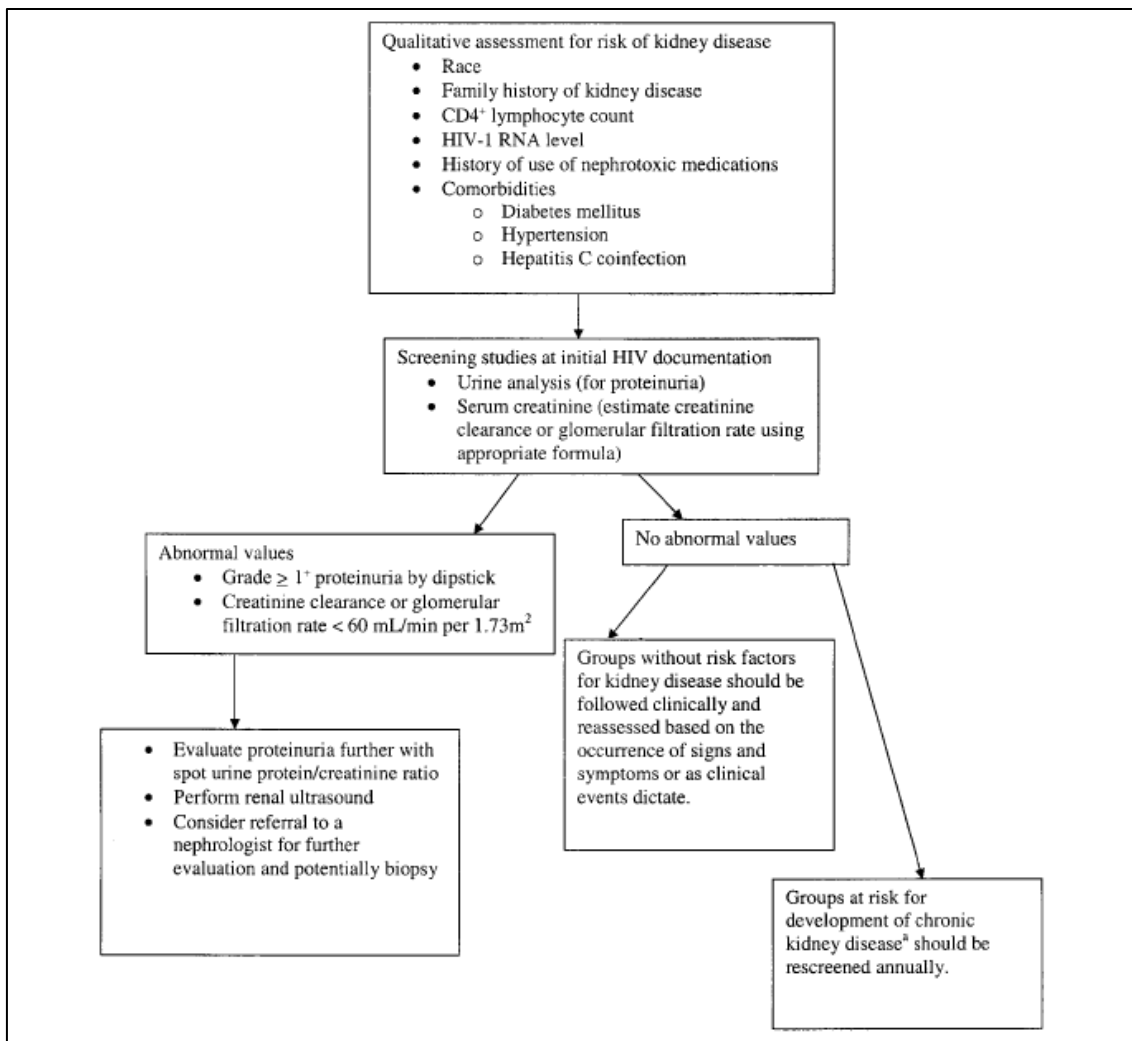 Qualitative assessment for risk of kidney disease
• Race
• Family history of kidney disease
• CD4⁺ lymphocyte count
• HIV-1 RNA level
• History of use of nephrotoxic medications
• Comorbidities
o Diabetes mellitus
o Hypertension
o Hepatitis C coinfection
Screening studies at initial HIV documentation
• Urine analysis (for proteinuria)
• Serum creatinine (estimate creatinine
clearance or glomerular filtration rate using
appropriate formula)
Abnormal values
• Grade ≥ 1⁺ proteinuria by dipstick
• Creatinine clearance or glomerular
filtration rate < 60 mL/min per 1.73m²
No abnormal values
• Evaluate proteinuria further with
spot urine protein/creatinine ratio
• Perform renal ultrasound
• Consider referral to a
nephrologist for further
evaluation and potentially biopsy
Groups without risk factors
for kidney disease should be
followed clinically and
reassessed based on the
occurrence of signs and
symptoms or as clinical
events dictate.
Groups at risk for
development of chronic
kidney diseaseᵃ should be
rescreened annually.